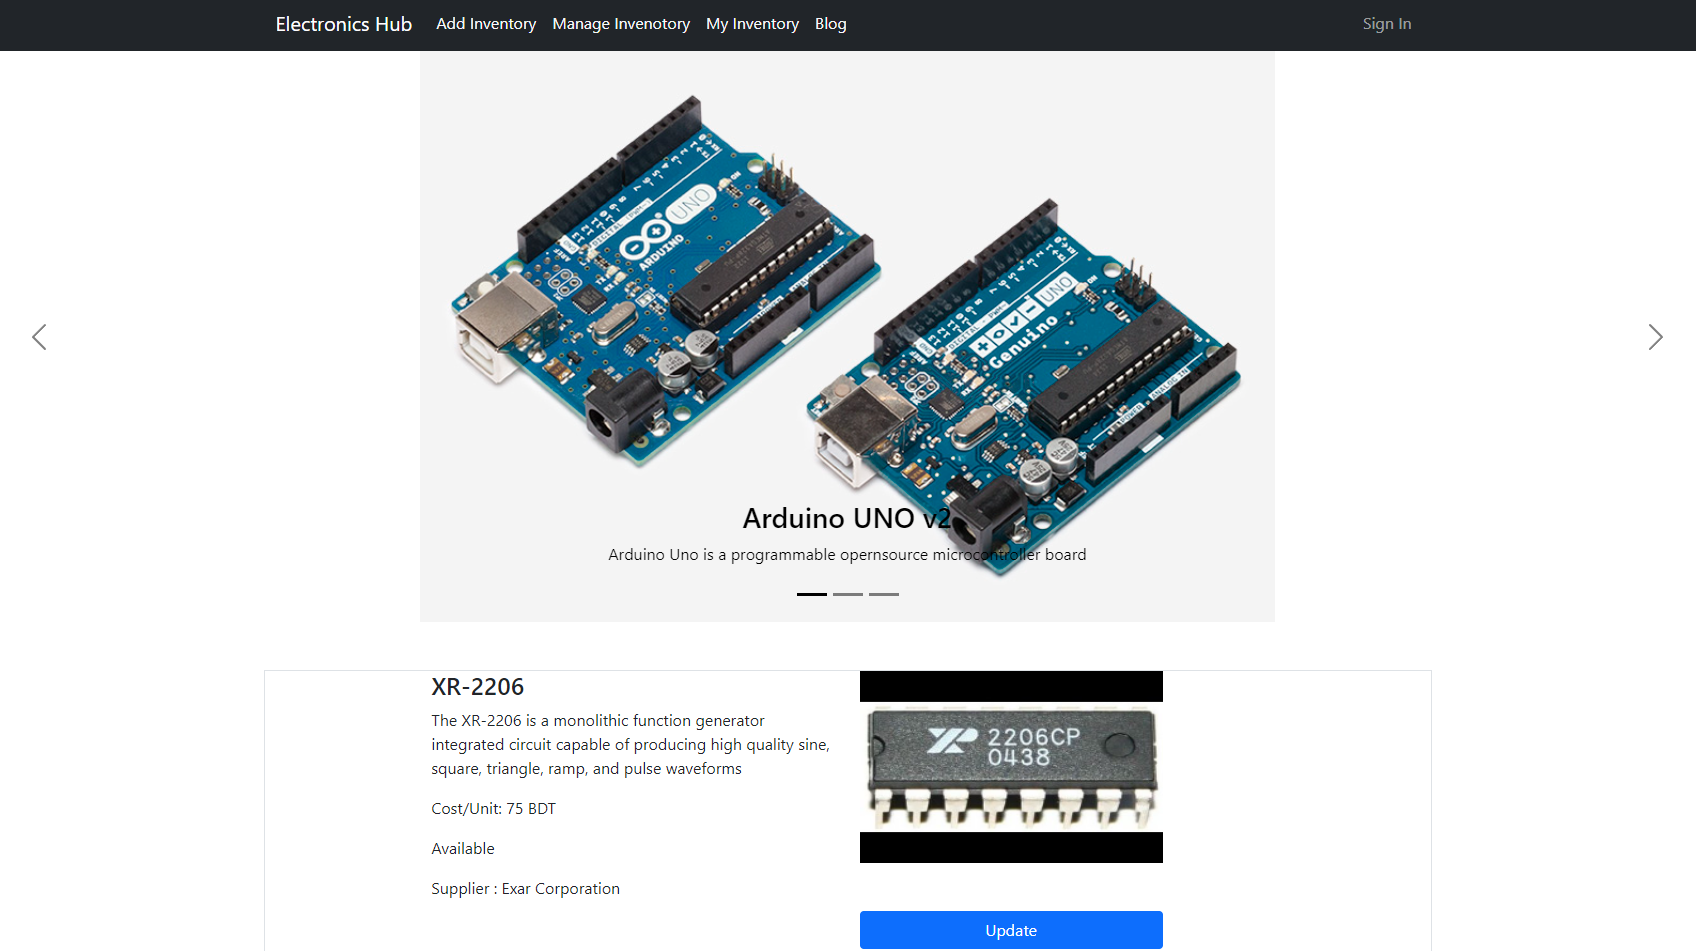 Electronics Hub
Add Inventory
Manage Invenotory
My Inventory
Blog
Sign In
ARDUINO
UNO
Genuino
UNO
Arduino UNO v2
Arduino Uno is a programmable opernsource microcontroller board
XR-2206
The XR-2206 is a monolithic function generator
integrated circuit capable of producing high quality sine,
square, triangle, ramp, and pulse waveforms
Cost/Unit: 75 BDT
Available
Supplier : Exar Corporation
2206CP
0438
Update